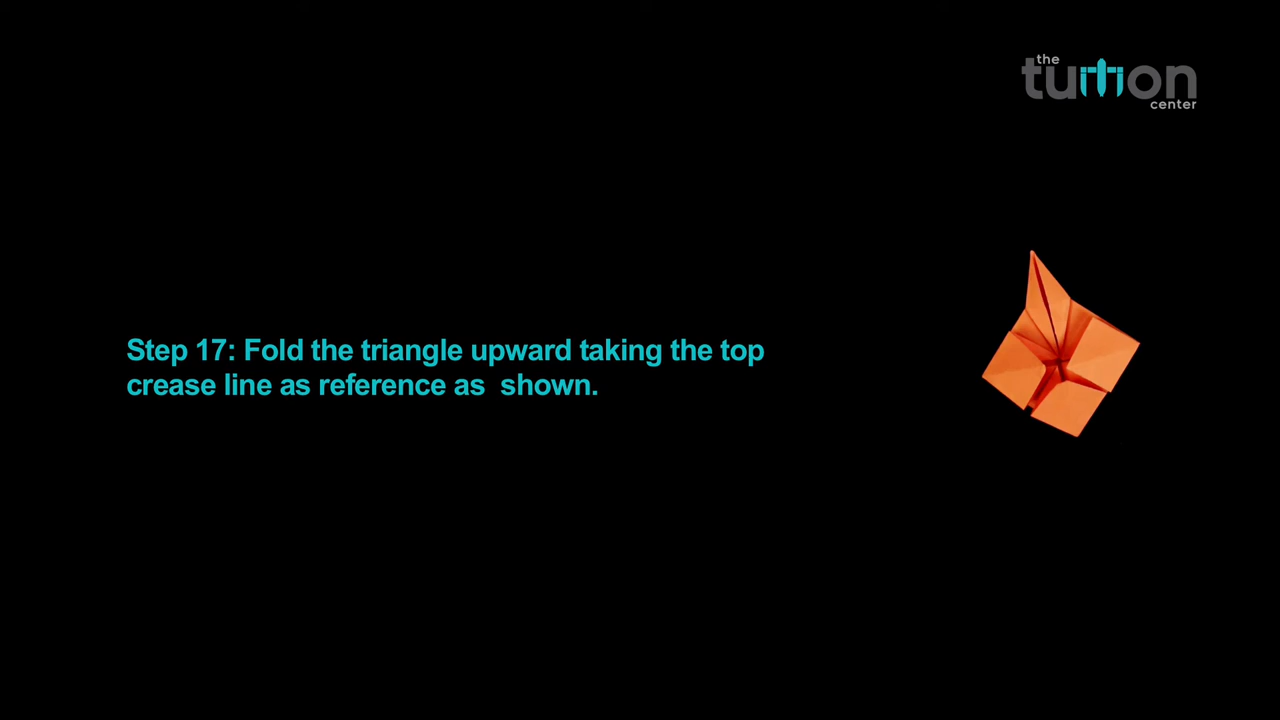 the
tuition
center
Step 17: Fold the triangle upward taking the top
crease line as reference as  shown.